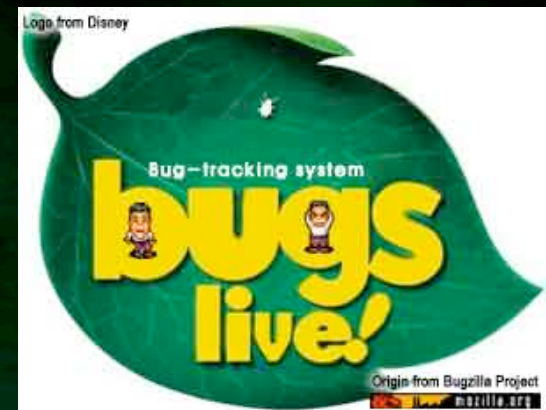 Logo from Disney
Bug-tracking system
bugs
live!
Origin from Bugzilla Project
mozilla.org